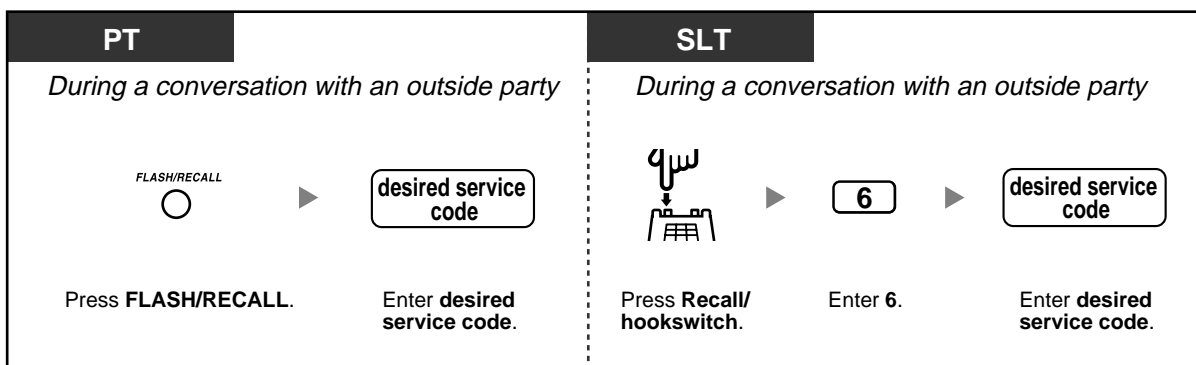 PT
During a conversation with an outside party
FLASH/RECALL
desired service
code
Press FLASH/RECALL.
Enter desired
service code.
SLT
During a conversation with an outside party
6
desired service
code
Press Recall/
hookswitch.
Enter 6.
Enter desired
service code.